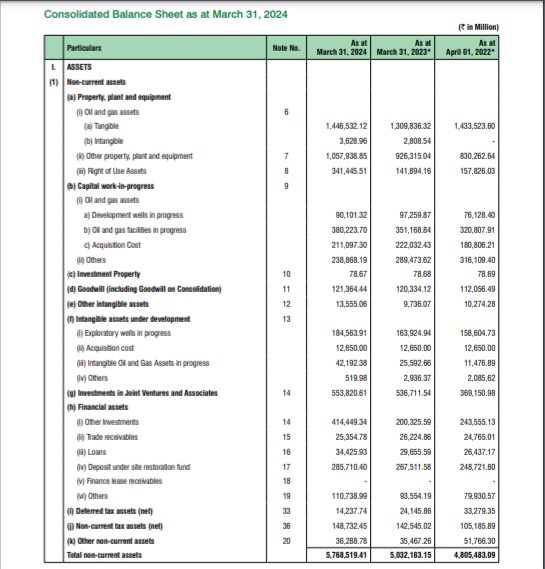 Consolidated Balance Sheet as at March 31, 2024
(₹ in Million)
Particulars Note No. As at March 31, 2024 As at March 31, 2023* As at April 01, 2022*
I. ASSETS
(1) Non-current assets
(a) Property, plant and equipment
(i) Oil and gas assets 6
(a) Tangible 1,446,532.12 1,309,836.32 1,433,523.60
(b) Intangible 3,628.96 2,808.54 -
(ii) Other property, plant and equipment 7 1,057,938.85 926,315.04 830,262.64
(iii) Right of Use Assets 8 341,445.51 141,894.16 157,826.03
(b) Capital work-in-progress 9
(i) Oil and gas assets
a) Development wells in progress 90,101.32 97,259.87 76,128.40
b) Oil and gas facilities in progress 380,223.70 351,168.84 320,807.91
c) Acquisition Cost 211,097.30 222,032.43 180,806.21
(ii) Others 238,868.19 289,473.62 316,109.40
(c) Investment Property 10 78.67 78.68 78.69
(d) Goodwill (including Goodwill on Consolidation) 11 121,364.44 120,334.12 112,056.49
(e) Other intangible assets 12 13,555.06 9,736.07 10,274.28
(f) Intangible assets under development 13
(i) Exploratory wells in progress 184,563.91 163,924.94 158,604.73
(ii) Acquisition cost 12,650.00 12,650.00 12,650.00
(iii) Intangible Oil and Gas Assets in progress 42,192.38 25,592.66 11,476.89
(iv) Others 519.98 2,936.37 2,085.62
(g) Investments in Joint Ventures and Associates 14 553,820.61 536,711.54 369,150.98
(h) Financial assets
(i) Other Investments 14 414,449.34 200,325.59 243,555.13
(ii) Trade receivables 15 25,354.78 26,224.86 24,765.01
(iii) Loans 16 34,425.93 29,655.59 26,437.17
(iv) Deposit under site restoration fund 17 285,710.40 267,511.58 248,721.80
(v) Finance lease receivables 18 - - -
(vi) Others 19 110,738.99 93,554.19 79,930.57
(i) Deferred tax assets (net) 33 14,237.74 24,145.86 33,279.35
(j) Non-current tax assets (net) 36 148,732.45 142,545.02 105,185.89
(k) Other non-current assets 20 36,288.78 35,467.26 51,766.30
Total non-current assets 5,768,519.41 5,032,183.15 4,805,483.09